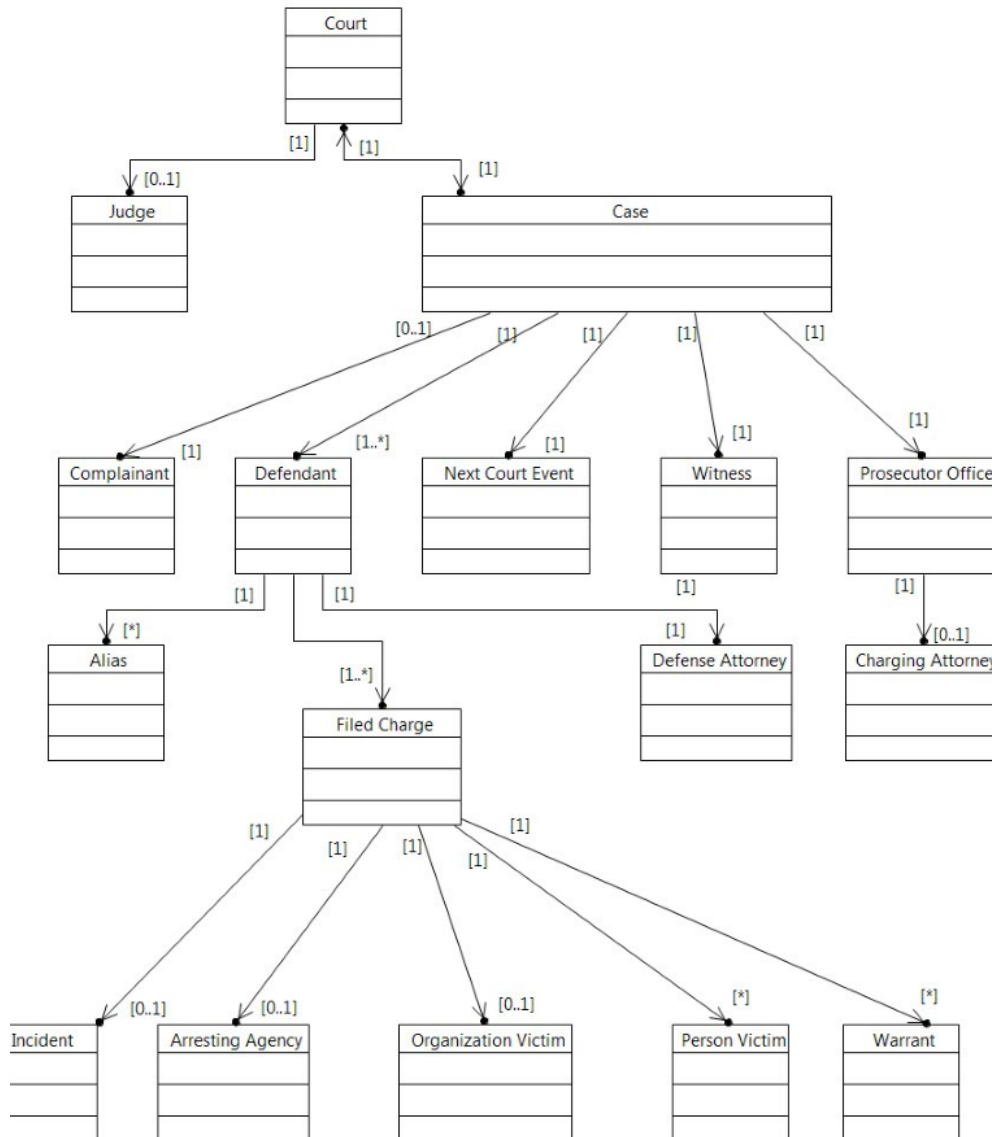 Court
[1]
[1]
[0..1]
[1]
Judge
Case
[0..1]
[1]
[1]
[1]
[1]
[1]
[1..*]
[1]
[1]
[1]
Complainant
Defendant
Next Court Event
Witness
Prosecutor Office
[1]
[1]
[1]
[1]
[*]
[1]
[0..1]
Alias
Defense Attorney
Charging Attorney
[1..*]
Filed Charge
[1]
[1]
[1]
[1]
[1]
[0..1]
[0..1]
[0..1]
[*]
[*]
Incident
Arresting Agency
Organization Victim
Person Victim
Warrant